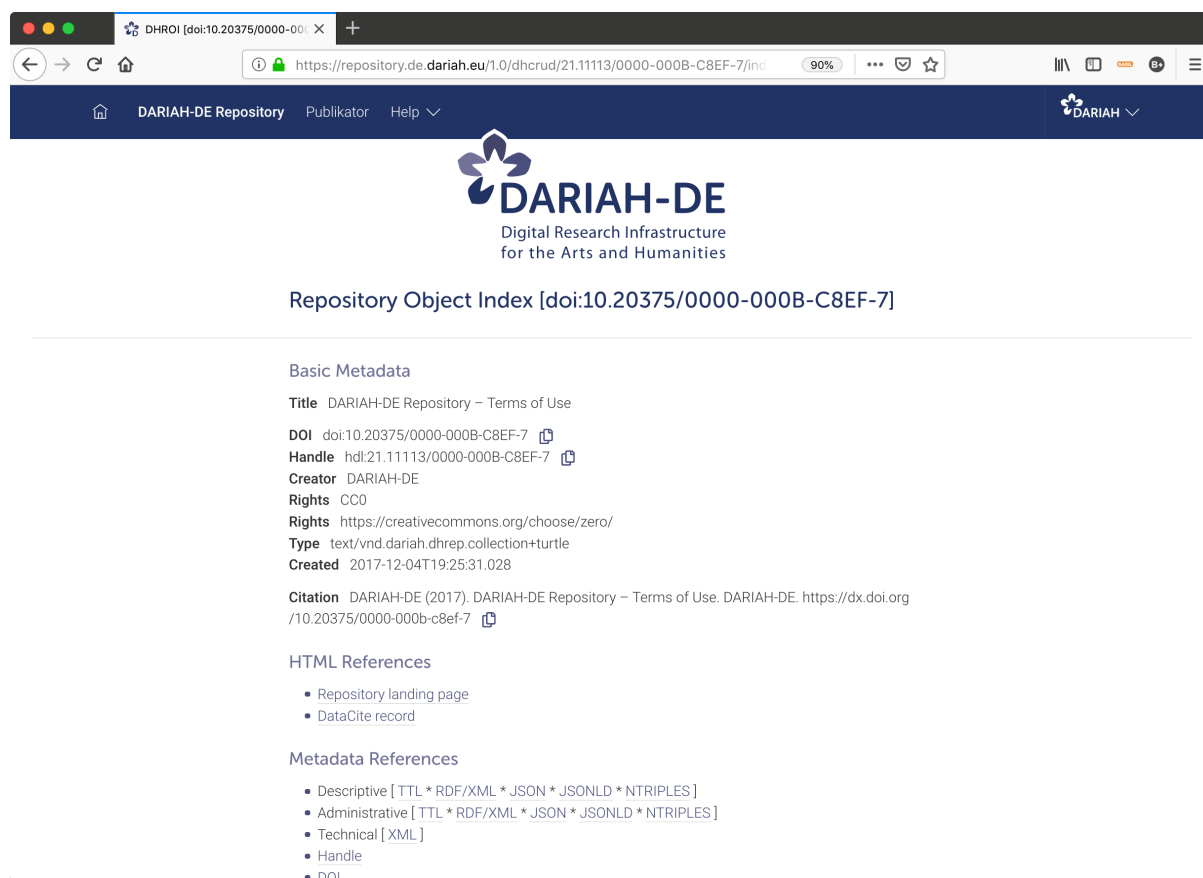 DHROI [doi:10.20375/0000-000
https://repository.de.dariah.eu/1.0/dhcrud/21.11113/0000-000B-C8EF-7/ind 90%
DARIAH-DE Repository Publikator Help DARIAH
DARIAH-DE
Digital Research Infrastructure
for the Arts and Humanities
Repository Object Index [doi:10.20375/0000-000B-C8EF-7]
Basic Metadata
Title DARIAH-DE Repository – Terms of Use
DOI doi:10.20375/0000-000B-C8EF-7
Handle hdl:21.11113/0000-000B-C8EF-7
Creator DARIAH-DE
Rights CC0
Rights https://creativecommons.org/choose/zero/
Type text/vnd.dariah.dhrep.collection+turtle
Created 2017-12-04T19:25:31.028
Citation DARIAH-DE (2017). DARIAH-DE Repository – Terms of Use. DARIAH-DE. https://dx.doi.org
/10.20375/0000-000b-c8ef-7
HTML References
• Repository landing page
• DataCite record
Metadata References
• Descriptive [ TTL * RDF/XML * JSON * JSONLD * NTRIPLES ]
• Administrative [ TTL * RDF/XML * JSON * JSONLD * NTRIPLES ]
• Technical [ XML ]
• Handle
• DOI